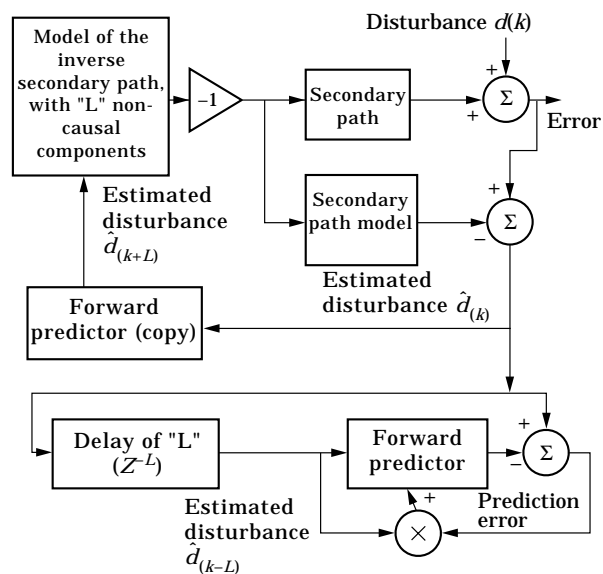 Model of the
inverse
secondary path,
with "L" non-
causal
components
−1
Secondary
path
Disturbance d(k)
+
+
Σ
Error
Estimated
disturbance
d̂(k+L)
Secondary
path model
+
−
Σ
Estimated
disturbance d̂(k)
Forward
predictor (copy)
Delay of "L"
(Z−L)
Forward
predictor
+
−
Σ
Estimated
disturbance
d̂(k−L)
+
×
Prediction
error